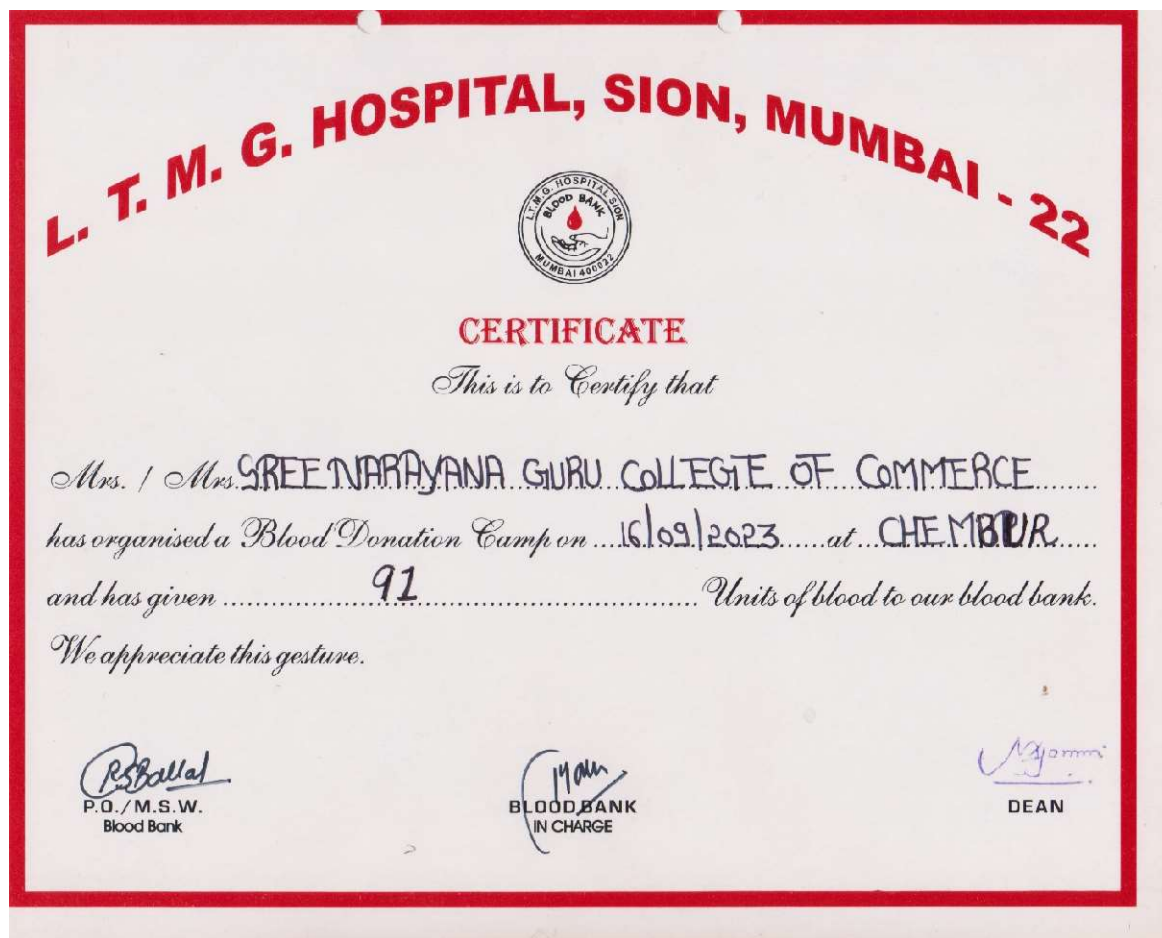 L. T. M. G. HOSPITAL, SION, MUMBAI - 22
L.T.M.G. HOSPITAL SION
BLOOD BANK
MUMBAI 400022
CERTIFICATE
This is to Certify that
Mrs. / Mrs. SREE NARAYANA GURU COLLEGE OF COMMERCE
has organised a Blood Donation Camp on 16/09/2023 at CHEMBUR
and has given 91 Units of blood to our blood bank.
We appreciate this gesture.
RSBallal
P.O./M.S.W. BLOOD BANK DEAN
Blood Bank IN CHARGE